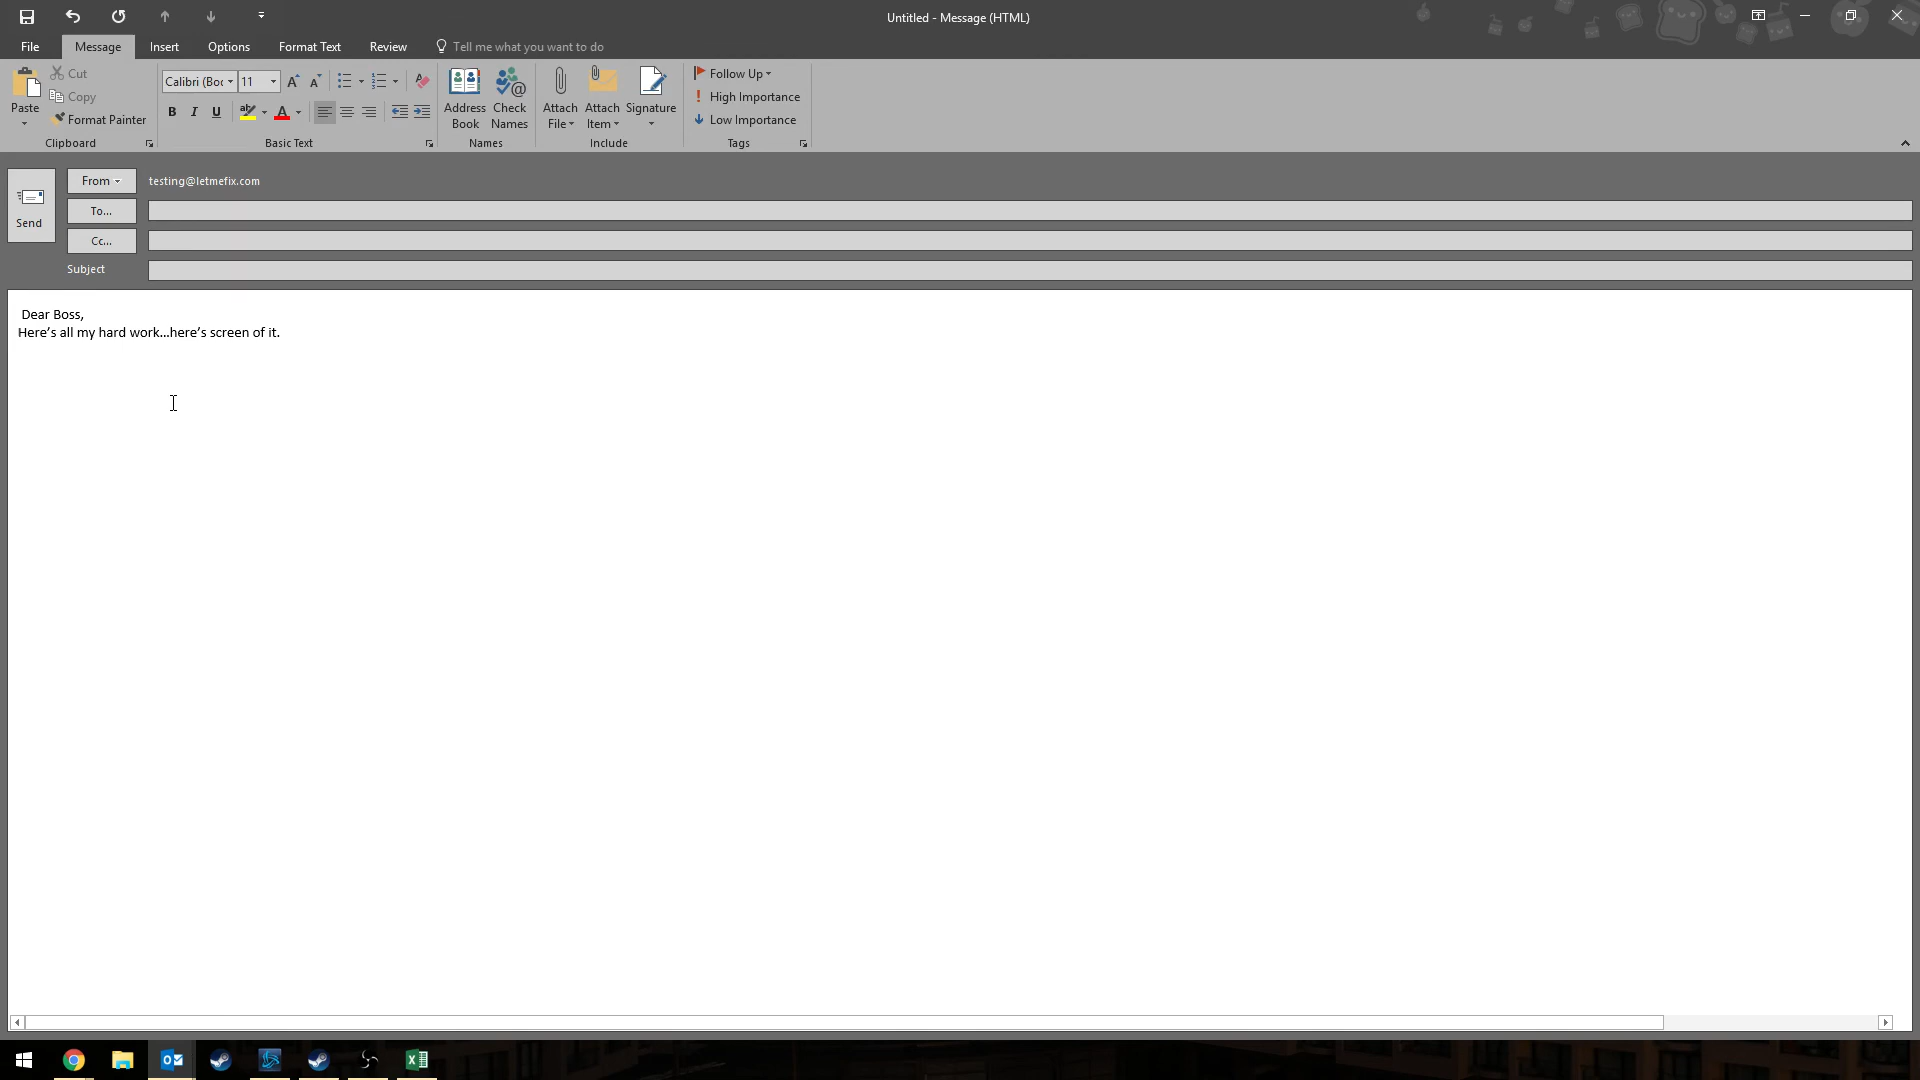 Untitled - Message (HTML)
File Message Insert Options Format Text Review Tell me what you want to do
Paste
Cut
Copy
Format Painter
Clipboard
Calibri (Boc 11
B I U ab A
Basic Text
Address Book
Check Names
Names
Attach File
Attach Item
Signature
Include
Follow Up
High Importance
Low Importance
Tags
Send
From testing@letmefix.com
To...
Cc...
Subject
Dear Boss,
Here’s all my hard work…here’s screen of it.